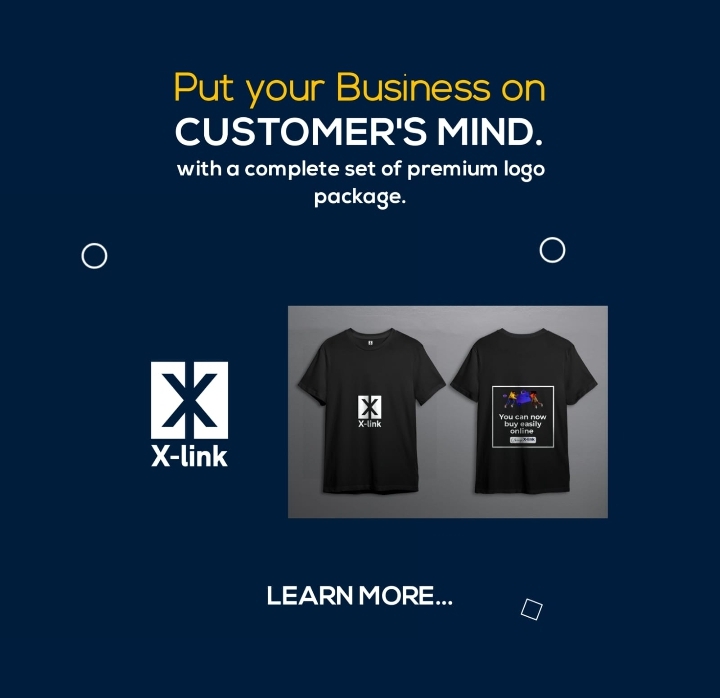 Put your Business on
CUSTOMER'S MIND.
with a complete set of premium logo
package.
X-link
X-link
You can now
buy easily
online
LEARN MORE...